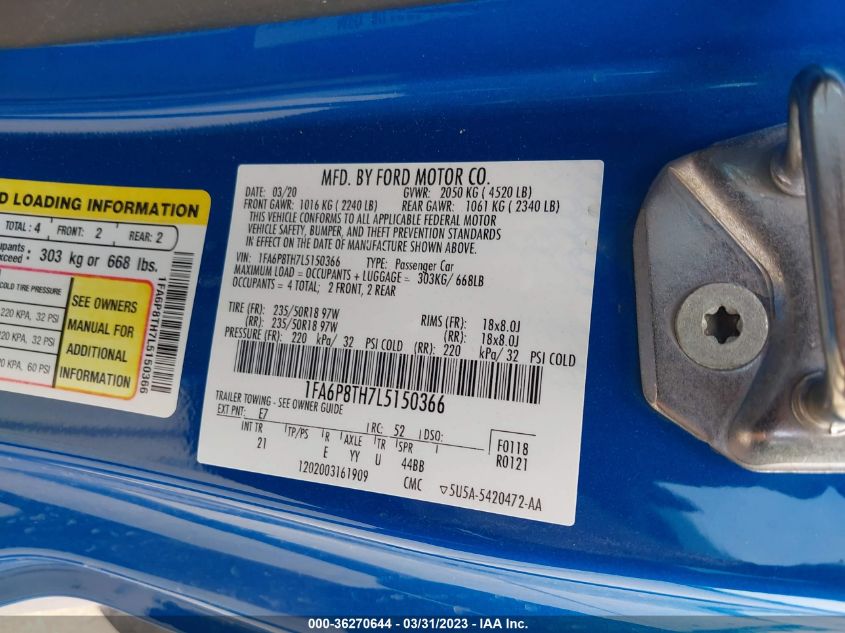 D LOADING INFORMATION
TOTAL: 4 FRONT: 2 REAR: 2
upants
exceed: 303 kg or 668 lbs.
COLD TIRE PRESSURE
220 KPA, 32 PSI
220 KPA, 32 PSI
20 KPA, 60 PSI
SEE OWNERS
MANUAL FOR
ADDITIONAL
INFORMATION
1FA6P8TH7L5150366
MFD. BY FORD MOTOR CO.
DATE: 03/20 GVWR: 2050 KG ( 4520 LB)
FRONT GAWR: 1016 KG ( 2240 LB) REAR GAWR: 1061 KG ( 2340 LB)
THIS VEHICLE CONFORMS TO ALL APPLICABLE FEDERAL MOTOR
VEHICLE SAFETY, BUMPER, AND THEFT PREVENTION STANDARDS
IN EFFECT ON THE DATE OF MANUFACTURE SHOWN ABOVE.
VIN: 1FA6P8TH7L5150366 TYPE: Passenger Car
MAXIMUM LOAD = OCCUPANTS + LUGGAGE = 303KG/ 668LB
OCCUPANTS = 4 TOTAL; 2 FRONT, 2 REAR
TIRE (FR): 235/50R18 97W RIMS (FR): 18x8.0J
(RR): 235/50R18 97W (RR): 18x8.0J
PRESSURE (FR): 220 kPa/ 32 PSI COLD (RR): 220 kPa/ 32 PSI COLD
1FA6P8TH7L5150366
TRAILER TOWING - SEE OWNER GUIDE
EXT PNT: E7 RC: 52 DSO: F0118
INT TR TP/PS R AXLE TR SPR R0121
21 E YY U 44BB
1202003161909 CMC ▽5U5A-5420472-AA
000-36270644 / 03/31/2023 - IAA Inc.